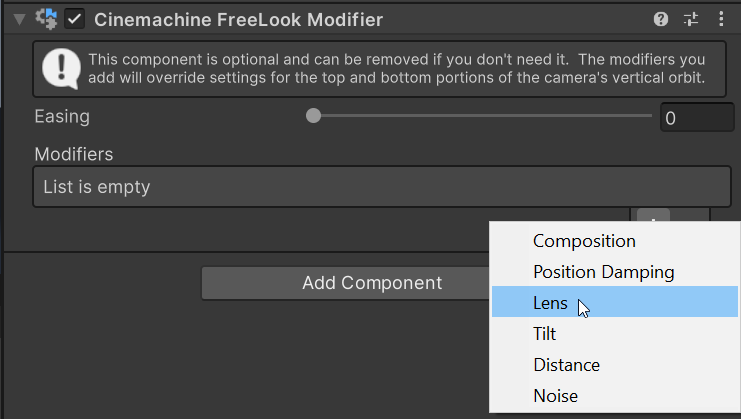 Cinemachine FreeLook Modifier
This component is optional and can be removed if you don't need it.  The modifiers you
add will override settings for the top and bottom portions of the camera's vertical orbit.
Easing
0
Modifiers
List is empty
Composition
Position Damping
Add Component
Lens
Tilt
Distance
Noise